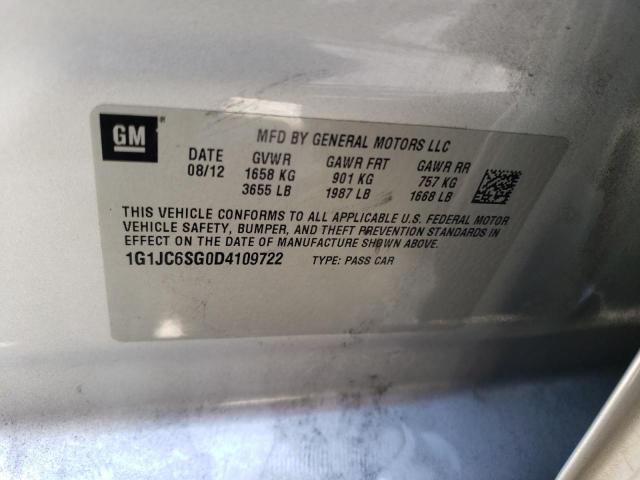 GM ®
MFD BY GENERAL MOTORS LLC
DATE GVWR GAWR FRT GAWR RR
08/12 1658 KG 901 KG 757 KG
3655 LB 1987 LB 1668 LB
THIS VEHICLE CONFORMS TO ALL APPLICABLE U.S. FEDERAL MOTOR
VEHICLE SAFETY, BUMPER, AND THEFT PREVENTION STANDARDS IN
EFFECT ON THE DATE OF MANUFACTURE SHOWN ABOVE.
1G1JC6SG0D4109722 TYPE: PASS CAR